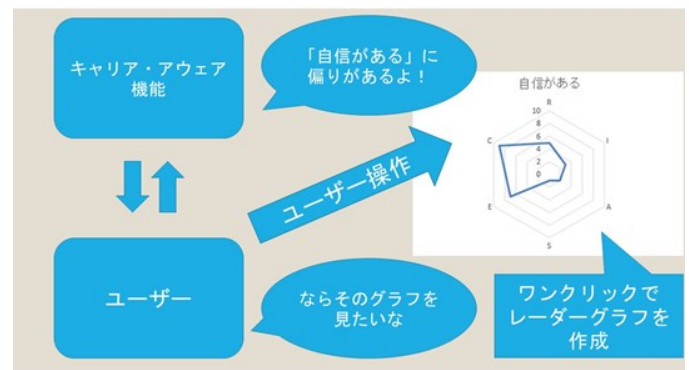 キャリア・アウェア
機能
「自信がある」に
偏りがあるよ！
自信がある
R
10
8
6
4
2
0
I
A
S
E
C
ユーザー操作
ユーザー
ならそのグラフを
見たいな
ワンクリックで
レーダーグラフを
作成